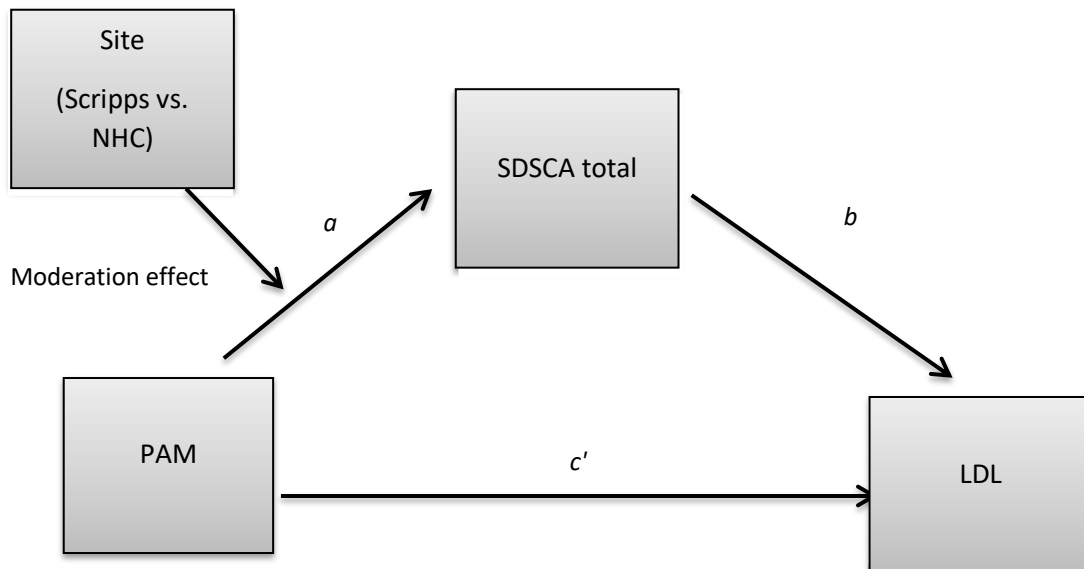 Site
(Scripps vs.
NHC)
SDSCA total
a
b
Moderation effect
PAM
c'
LDL